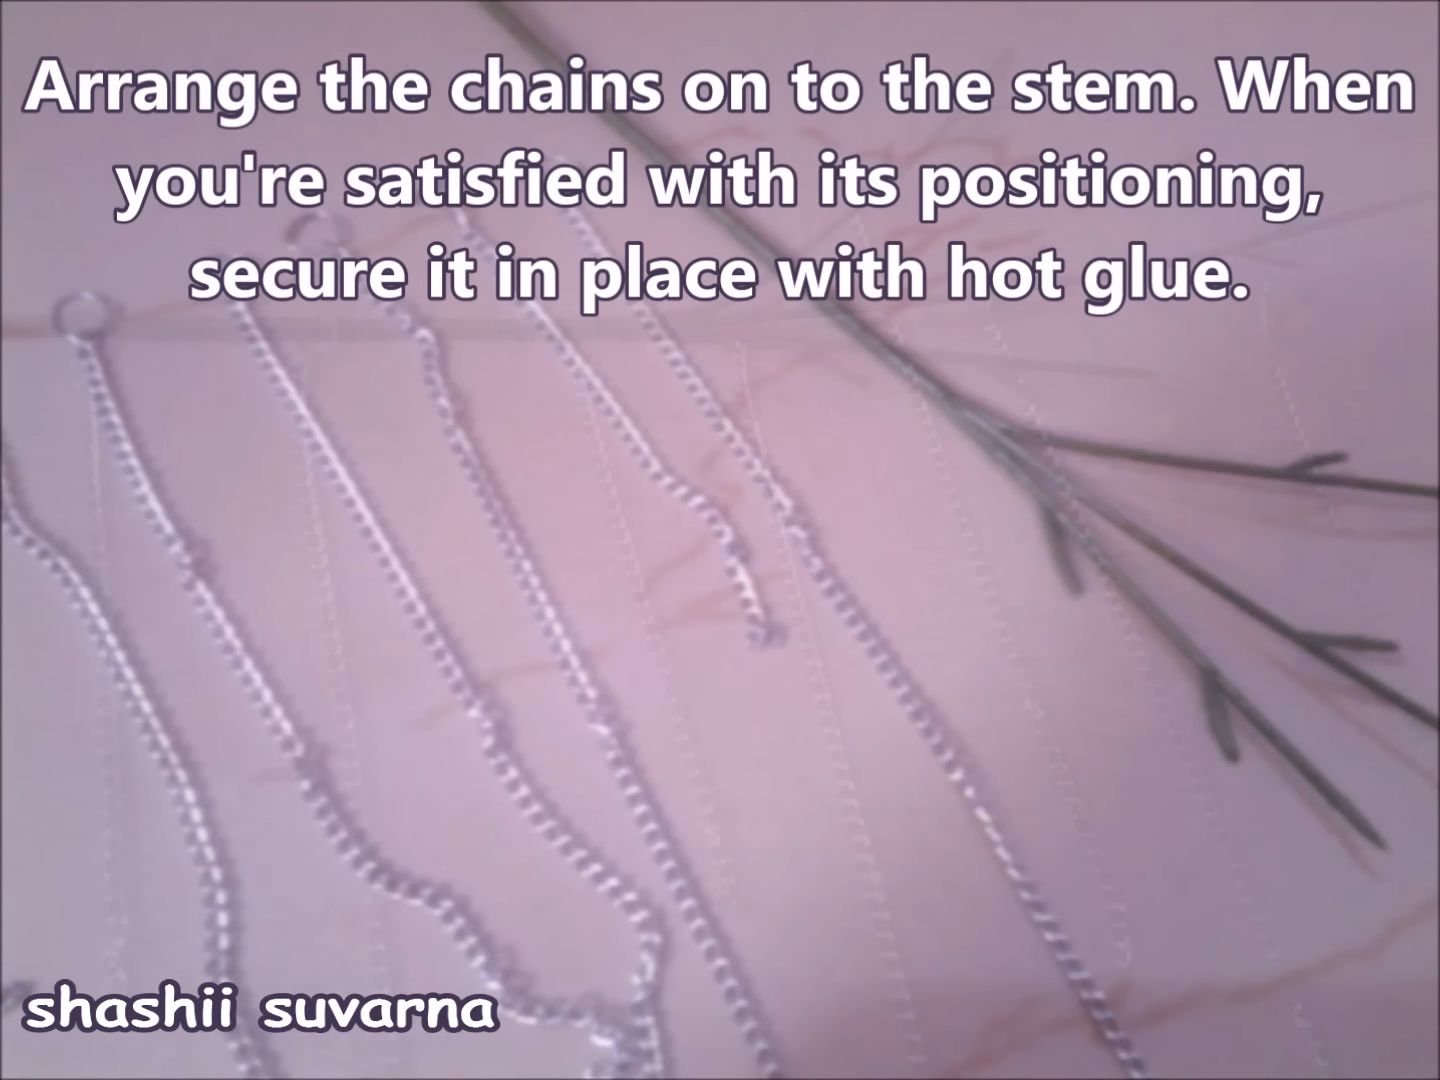 Arrange the chains on to the stem. When
you're satisfied with its positioning,
secure it in place with hot glue.
shashii suvarna